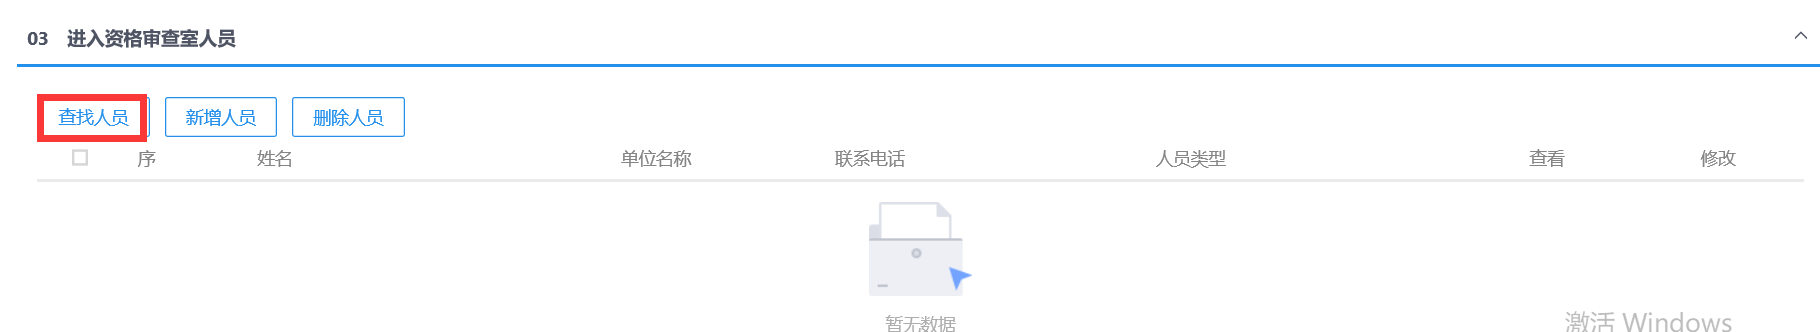 03 进入资格审查室人员
查找人员 新增人员 删除人员
序 姓名 单位名称 联系电话 人员类型 查看 修改
暂无数据
激活 Windows